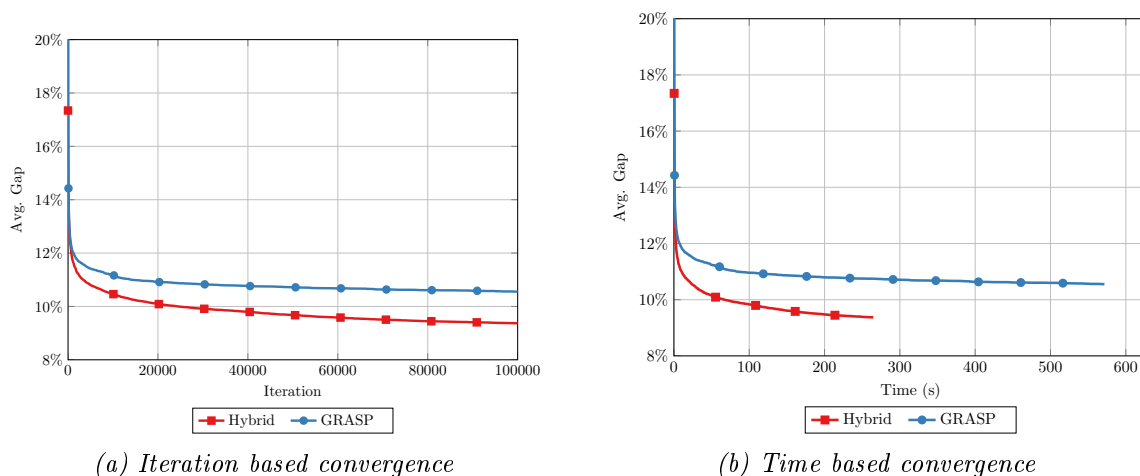 20%
18%
16%
14%
12%
10%
8%
Avg. Gap
0
20000
40000
60000
80000
100000
Iteration
Hybrid
GRASP
(a) Iteration based convergence
20%
18%
16%
14%
12%
10%
8%
Avg. Gap
0
100
200
300
400
500
600
Time (s)
Hybrid
GRASP
(b) Time based convergence